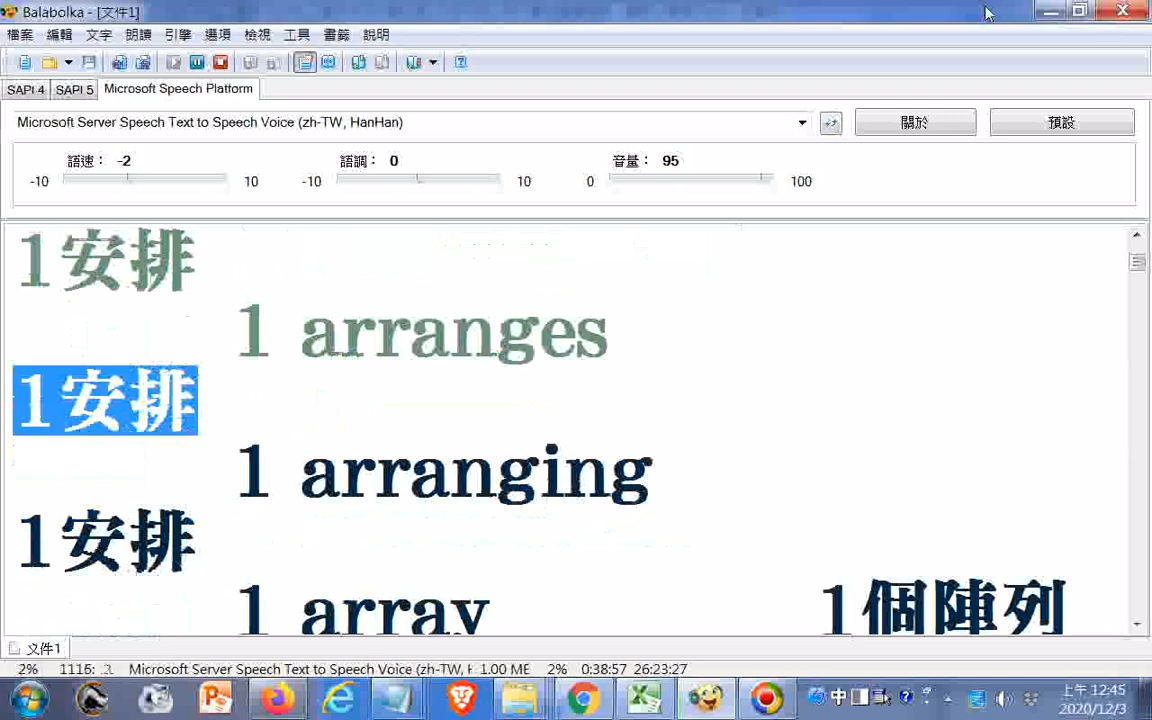 Balabolka - [文件1]
檔案 編輯 文字 朗讀 引擎 選項 檢視 工具 書籤 說明
SAPI 4 SAPI 5 Microsoft Speech Platform
Microsoft Server Speech Text to Speech Voice (zh-TW, HanHan) 關於 預設
語速： -2 語調： 0 音量： 95
-10 10 -10 10 0 100
1安排
1 arranges
1安排
1 arranging
1安排
1 array 1個陣列
文件1
2% 1116: Microsoft Server Speech Text to Speech Voice (zh-TW, 1.00 ME 2% 0:38:57 26:23:27
中 上午 12:45
2020/12/3